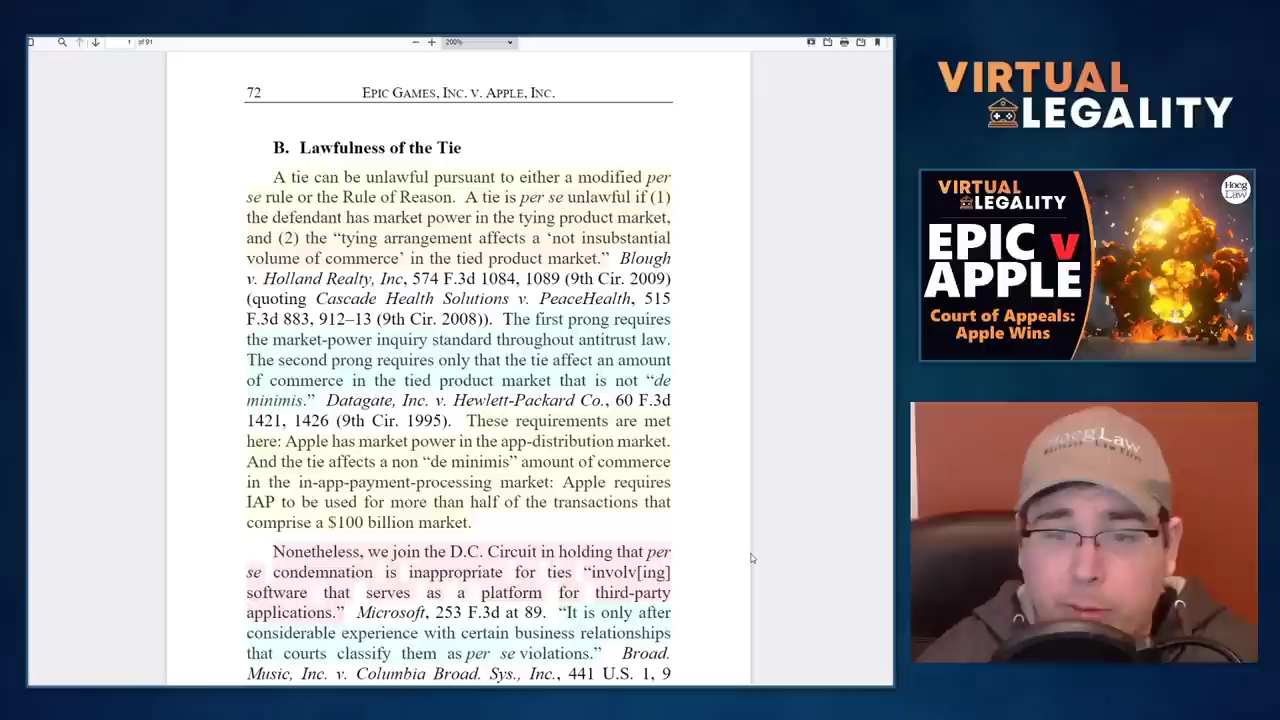 1 of 91
200%
72 EPIC GAMES, INC. V. APPLE, INC.
B. Lawfulness of the Tie
A tie can be unlawful pursuant to either a modified per
se rule or the Rule of Reason. A tie is per se unlawful if (1)
the defendant has market power in the tying product market,
and (2) the “tying arrangement affects a ‘not insubstantial
volume of commerce’ in the tied product market.” Blough
v. Holland Realty, Inc, 574 F.3d 1084, 1089 (9th Cir. 2009)
(quoting Cascade Health Solutions v. PeaceHealth, 515
F.3d 883, 912–13 (9th Cir. 2008)). The first prong requires
the market-power inquiry standard throughout antitrust law.
The second prong requires only that the tie affect an amount
of commerce in the tied product market that is not “de
minimis.” Datagate, Inc. v. Hewlett-Packard Co., 60 F.3d
1421, 1426 (9th Cir. 1995). These requirements are met
here: Apple has market power in the app-distribution market.
And the tie affects a non “de minimis” amount of commerce
in the in-app-payment-processing market: Apple requires
IAP to be used for more than half of the transactions that
comprise a $100 billion market.
Nonetheless, we join the D.C. Circuit in holding that per
se condemnation is inappropriate for ties “involv[ing]
software that serves as a platform for third-party
applications.” Microsoft, 253 F.3d at 89. “It is only after
considerable experience with certain business relationships
that courts classify them as per se violations.” Broad.
Music, Inc. v. Columbia Broad. Sys., Inc., 441 U.S. 1, 9
VIRTUAL
LEGALITY
VIRTUAL
LEGALITY
Hoeg
Law
EPIC v
APPLE
Court of Appeals:
Apple Wins
Hoeg Law